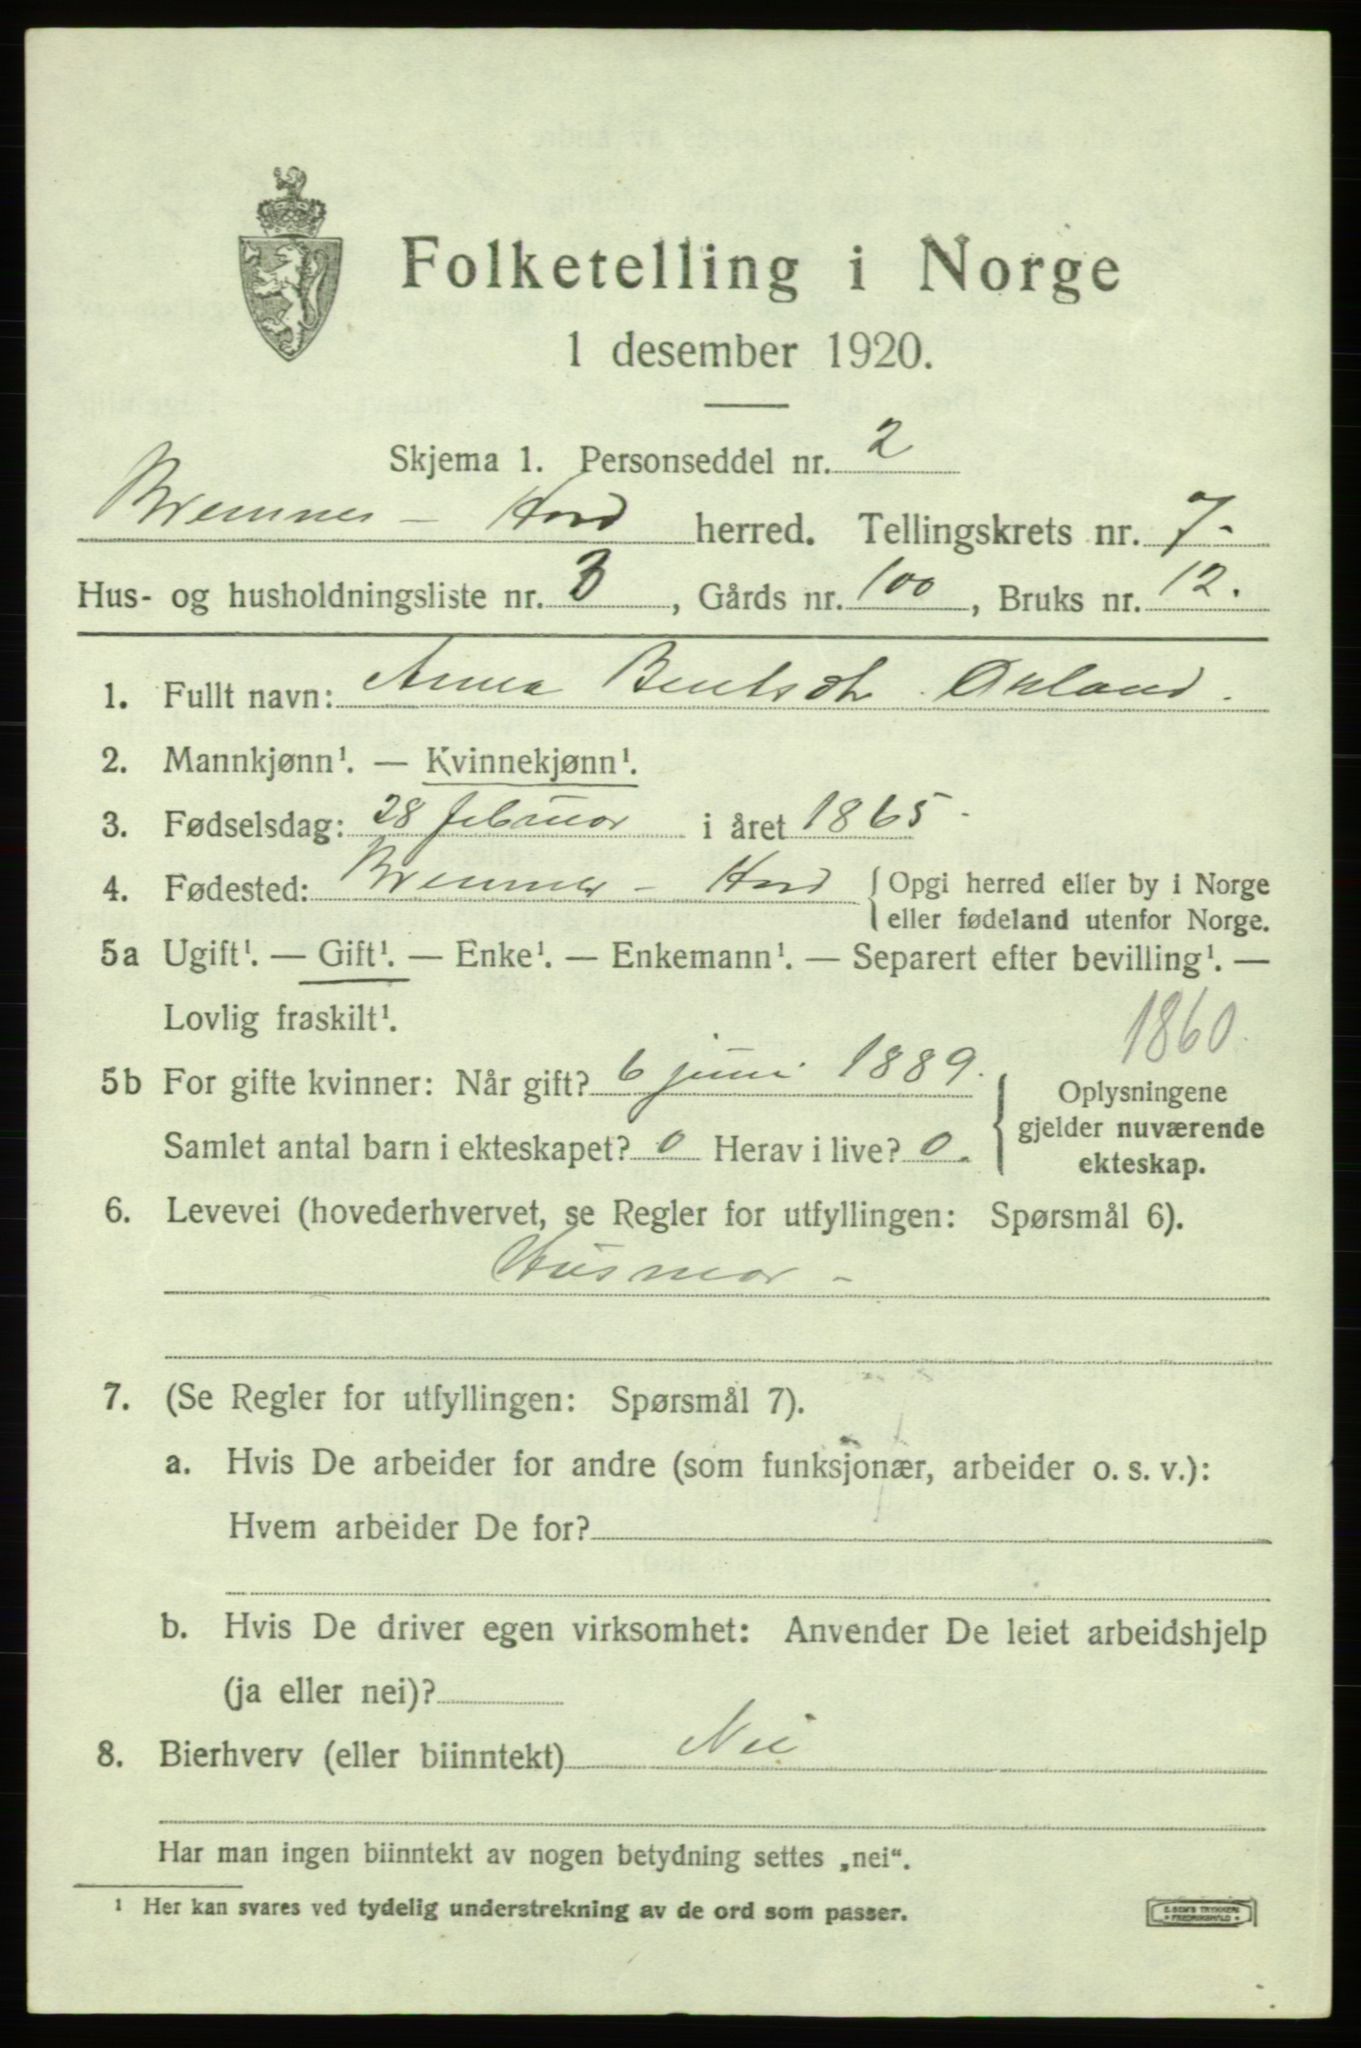 Folketelling i Norge
1 desember 1920.
Skjema 1. Personseddel nr. 2
Bremnes - Hord herred. Tellingskrets nr. 7.
Hus- og husholdningsliste nr. 3, Gårds nr. 100, Bruks nr. 12.
1. Fullt navn: Anna Økland.
2. Mannkjønn¹. — Kvinnekjønn¹.
3. Fødselsdag: 28 februar i året 1865
4. Fødested: Bremnes - Hord { Opgi herred eller by i Norge
eller fødeland utenfor Norge.
5a Ugift¹. — Gift¹. — Enke¹. — Enkemann¹. — Separert efter bevilling¹. —
Lovlig fraskilt¹.
1860.
5b For gifte kvinner: Når gift? 6 juni 1889.
Samlet antal barn i ekteskapet? 0 Herav i live? 0.
{ Oplysningene
gjelder nuværende
ekteskap.
6. Levevei (hovederhvervet, se Regler for utfyllingen: Spørsmål 6).
Husmor -
7. (Se Regler for utfyllingen: Spørsmål 7).
a. Hvis De arbeider for andre (som funksjonær, arbeider o. s. v.):
Hvem arbeider De for?
b. Hvis De driver egen virksomhet: Anvender De leiet arbeidshjelp
(ja eller nei)?
8. Bierhverv (eller biinntekt) Nei
Har man ingen biinntekt av nogen betydning settes „nei“.
¹ Her kan svares ved tydelig understrekning av de ord som passer.